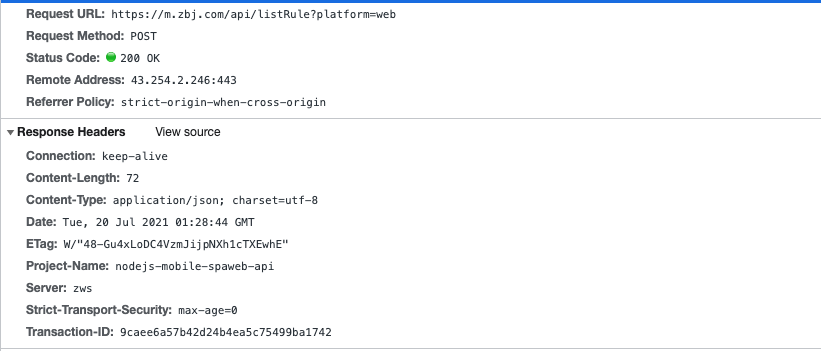 Request URL: https://m.zbj.com/api/listRule?platform=web
Request Method: POST
Status Code: 200 OK
Remote Address: 43.254.2.246:443
Referrer Policy: strict-origin-when-cross-origin
Response Headers View source
Connection: keep-alive
Content-Length: 72
Content-Type: application/json; charset=utf-8
Date: Tue, 20 Jul 2021 01:28:44 GMT
ETag: W/"48-Gu4xLoDC4VzmJijpNXh1cTXEwhE"
Project-Name: nodejs-mobile-spaweb-api
Server: zws
Strict-Transport-Security: max-age=0
Transaction-ID: 9caee6a57b42d24b4ea5c75499ba1742